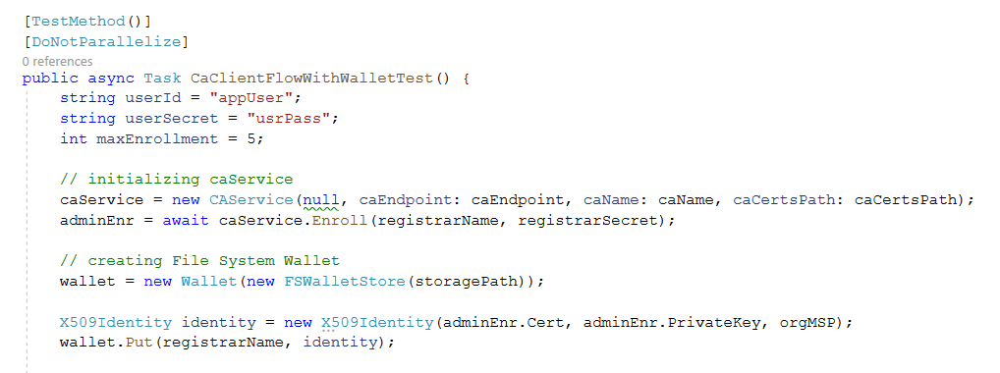 [TestMethod()]
[DoNotParallelize]
0 references
public async Task CaClientFlowWithWalletTest() {
string userId = "appUser";
string userSecret = "usrPass";
int maxEnrollment = 5;
// initializing caService
caService = new CAService(null, caEndpoint: caEndpoint, caName: caName, caCertsPath: caCertsPath);
adminEnr = await caService.Enroll(registrarName, registrarSecret);
// creating File System Wallet
wallet = new Wallet(new FSWalletStore(storagePath));
X509Identity identity = new X509Identity(adminEnr.Cert, adminEnr.PrivateKey, orgMSP);
wallet.Put(registrarName, identity);